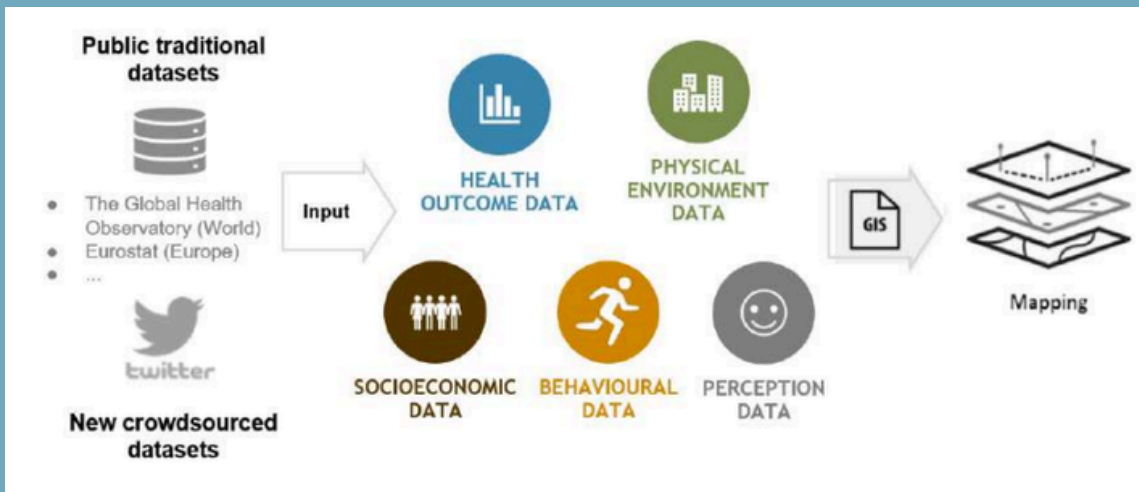 Public traditional
datasets
● The Global Health
Observatory (World)
● Eurostat (Europe)
● ...
twitter
New crowdsourced
datasets
Input
HEALTH
OUTCOME DATA
PHYSICAL
ENVIRONMENT
DATA
SOCIOECONOMIC
DATA
BEHAVIOURAL
DATA
PERCEPTION
DATA
GIS
Mapping